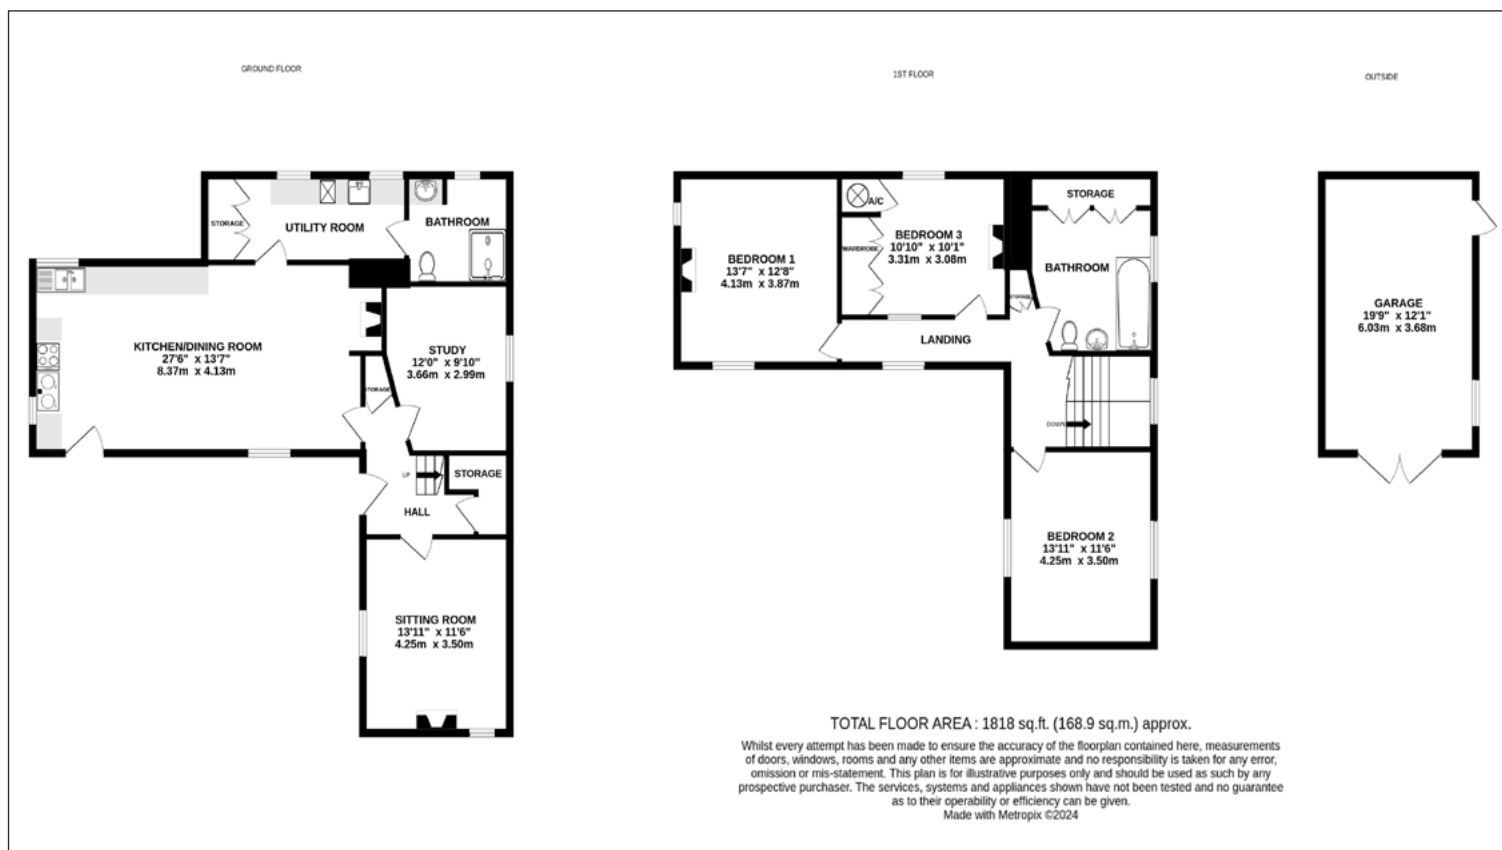 GROUND FLOOR
STORAGE
UTILITY ROOM
BATHROOM
KITCHEN/DINING ROOM
27'6" x 13'7"
8.37m x 4.13m
STUDY
12'0" x 9'10"
3.66m x 2.99m
STORAGE
UP
STORAGE
HALL
SITTING ROOM
13'11" x 11'6"
4.25m x 3.50m
1ST FLOOR
BEDROOM 1
13'7" x 12'8"
4.13m x 3.87m
A/C
WARDROBE
BEDROOM 3
10'10" x 10'1"
3.31m x 3.08m
STORAGE
BATHROOM
STORAGE
LANDING
DOWN
BEDROOM 2
13'11" x 11'6"
4.25m x 3.50m
OUTSIDE
GARAGE
19'9" x 12'1"
6.03m x 3.68m
TOTAL FLOOR AREA : 1818 sq.ft. (168.9 sq.m.) approx.
Whilst every attempt has been made to ensure the accuracy of the floorplan contained here, measurements
of doors, windows, rooms and any other items are approximate and no responsibility is taken for any error,
omission or mis-statement. This plan is for illustrative purposes only and should be used as such by any
prospective purchaser. The services, systems and appliances shown have not been tested and no guarantee
as to their operability or efficiency can be given.
Made with Metropix ©2024